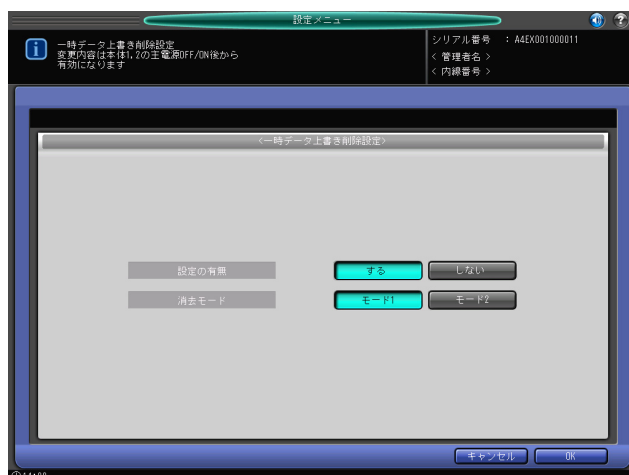 設定メニュー
一時データ上書き削除設定
変更内容は本体1,2の主電源OFF/ON後から
有効になります
シリアル番号 : A4EX001000011
< 管理者名 >
< 内線番号 >
<一時データ上書き削除設定>
設定の有無 する しない
消去モード モード1 モード2
キャンセル OK